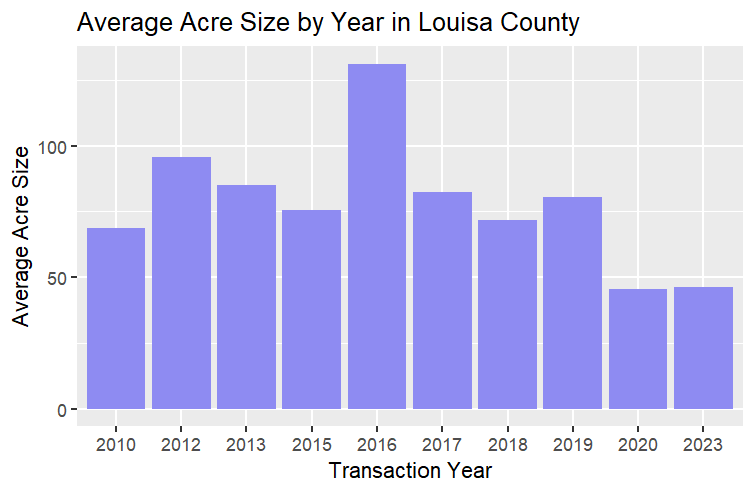 Average Acre Size by Year in Louisa County
Average Acre Size
100
50
0
2010 2012 2013 2015 2016 2017 2018 2019 2020 2023
Transaction Year